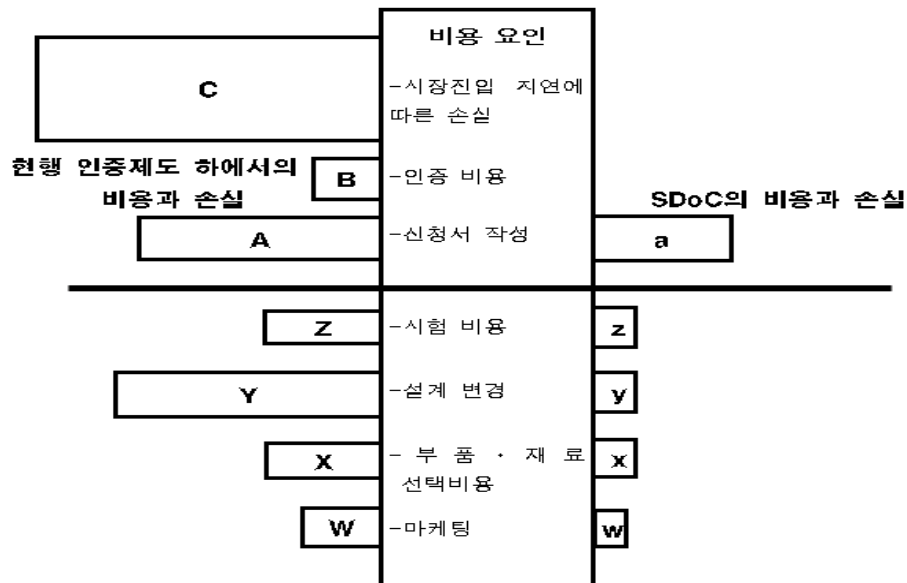 비용 요인
C
-시장진입 지연에
따른 손실
현행 인증제도 하에서의
비용과 손실
B
-인증 비용
SDoC의 비용과 손실
A
-신청서 작성
a
Z
-시험 비용
z
Y
-설계 변경
y
X
- 부 품 · 재 료
선택비용
x
W
-마케팅
w